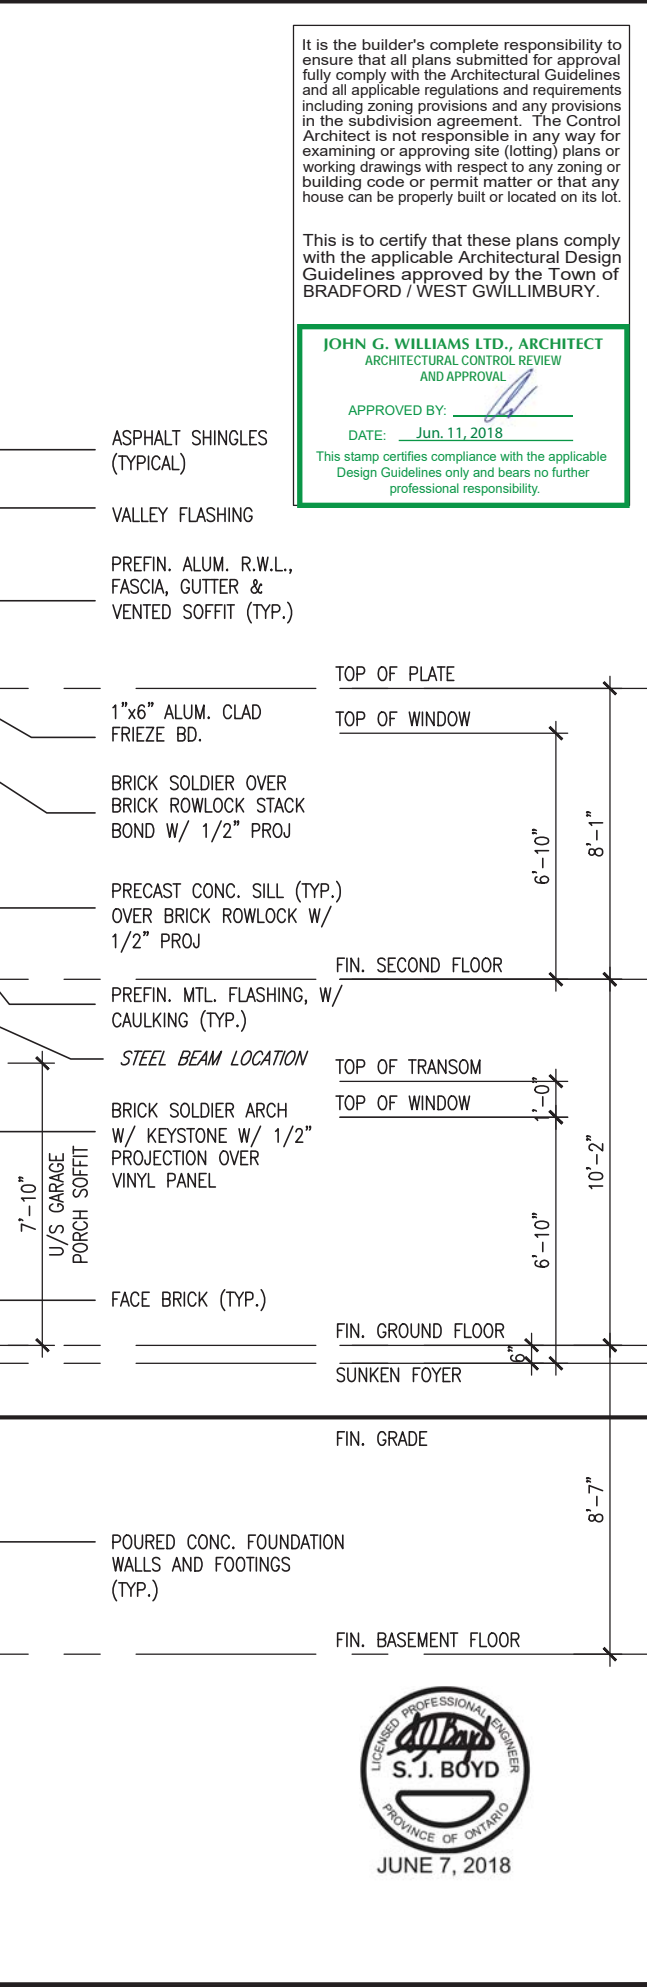 It is the builder's complete responsibility to
ensure that all plans submitted for approval
fully comply with the Architectural Guidelines
and all applicable regulations and requirements
including zoning provisions and any provisions
in the subdivision agreement. The Control
Architect is not responsible in any way for
examining or approving site (lotting) plans or
working drawings with respect to any zoning or
building code or permit matter or that any
house can be properly built or located on its lot.
This is to certify that these plans comply
with the applicable Architectural Design
Guidelines approved by the Town of
BRADFORD / WEST GWILLIMBURY.
JOHN G. WILLIAMS LTD., ARCHITECT
ARCHITECTURAL CONTROL REVIEW
AND APPROVAL
APPROVED BY:
DATE: Jun. 11, 2018
This stamp certifies compliance with the applicable
Design Guidelines only and bears no further
professional responsibility.
ASPHALT SHINGLES
(TYPICAL)
VALLEY FLASHING
PREFIN. ALUM. R.W.L.,
FASCIA, GUTTER &
VENTED SOFFIT (TYP.)
TOP OF PLATE
1"x6" ALUM. CLAD
FRIEZE BD.
TOP OF WINDOW
BRICK SOLDIER OVER
BRICK ROWLOCK STACK
BOND W/ 1/2" PROJ
6'-10"
8'-1"
PRECAST CONC. SILL (TYP.)
OVER BRICK ROWLOCK W/
1/2" PROJ
FIN. SECOND FLOOR
PREFIN. MTL. FLASHING, W/
CAULKING (TYP.)
STEEL BEAM LOCATION
TOP OF TRANSOM
1'-0"
TOP OF WINDOW
BRICK SOLDIER ARCH
W/ KEYSTONE W/ 1/2"
PROJECTION OVER
VINYL PANEL
7'-10"
U/S GARAGE
PORCH SOFFIT
10'-2"
6'-10"
FACE BRICK (TYP.)
FIN. GROUND FLOOR
6"
SUNKEN FOYER
FIN. GRADE
8'-7"
POURED CONC. FOUNDATION
WALLS AND FOOTINGS
(TYP.)
FIN. BASEMENT FLOOR
LICENSED PROFESSIONAL ENGINEER
S. J. BOYD
PROVINCE OF ONTARIO
JUNE 7, 2018